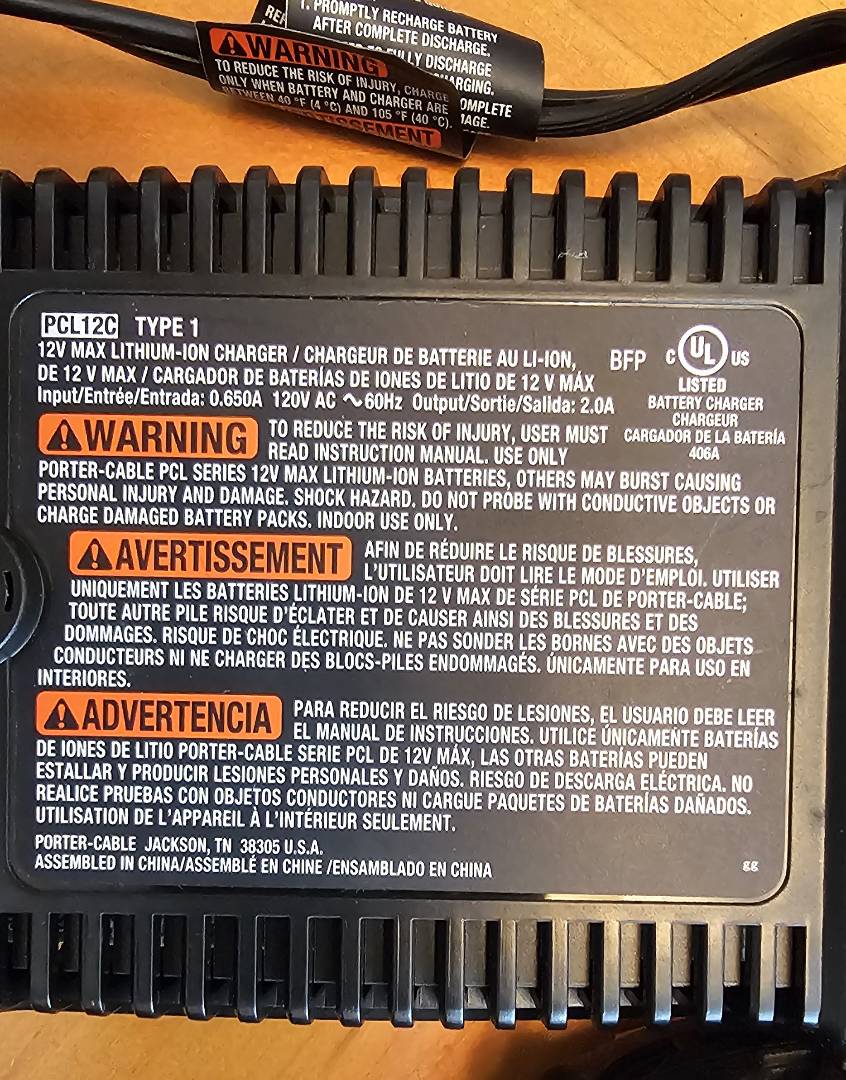 1. PROMPTLY RECHARGE BATTERY
AFTER COMPLETE DISCHARGE.
FULLY DISCHARGE
OMPLETE
AGE.
WARNING
TO REDUCE THE RISK OF INJURY, CHARGE
ONLY WHEN BATTERY AND CHARGER ARE
BETWEEN 40 °F (4 °C) AND 105 °F (40 °C).
PCL12C TYPE 1
12V MAX LITHIUM-ION CHARGER / CHARGEUR DE BATTERIE AU LI-ION,
DE 12 V MAX / CARGADOR DE BATERÍAS DE IONES DE LITIO DE 12 V MÁX
Input/Entrée/Entrada: 0.650A 120V AC ~ 60Hz Output/Sortie/Salida: 2.0A
BFP C UL US
LISTED
BATTERY CHARGER
CHARGEUR
CARGADOR DE LA BATERÍA
406A
WARNING TO REDUCE THE RISK OF INJURY, USER MUST
READ INSTRUCTION MANUAL. USE ONLY
PORTER-CABLE PCL SERIES 12V MAX LITHIUM-ION BATTERIES, OTHERS MAY BURST CAUSING
PERSONAL INJURY AND DAMAGE. SHOCK HAZARD. DO NOT PROBE WITH CONDUCTIVE OBJECTS OR
CHARGE DAMAGED BATTERY PACKS. INDOOR USE ONLY.
AVERTISSEMENT AFIN DE RÉDUIRE LE RISQUE DE BLESSURES,
L'UTILISATEUR DOIT LIRE LE MODE D'EMPLOI. UTILISER
UNIQUEMENT LES BATTERIES LITHIUM-ION DE 12 V MAX DE SÉRIE PCL DE PORTER-CABLE;
TOUTE AUTRE PILE RISQUE D'ÉCLATER ET DE CAUSER AINSI DES BLESSURES ET DES
DOMMAGES. RISQUE DE CHOC ÉLECTRIQUE. NE PAS SONDER LES BORNES AVEC DES OBJETS
CONDUCTEURS NI NE CHARGER DES BLOCS-PILES ENDOMMAGÉS. ÚNICAMENTE PARA USO EN
INTERIORES.
ADVERTENCIA PARA REDUCIR EL RIESGO DE LESIONES, EL USUARIO DEBE LEER
EL MANUAL DE INSTRUCCIONES. UTILICE ÚNICAMEÑTE BATERÍAS
DE IONES DE LITIO PORTER-CABLE SERIE PCL DE 12V MÁX, LAS OTRAS BATERÍAS PUEDEN
ESTALLAR Y PRODUCIR LESIONES PERSONALES Y DAÑOS. RIESGO DE DESCARGA ELÉCTRICA. NO
REALICE PRUEBAS CON OBJETOS CONDUCTORES NI CARGUE PAQUETES DE BATERÍAS DAÑADOS.
UTILISATION DE L'APPAREIL À L'INTÉRIEUR SEULEMENT.
PORTER-CABLE JACKSON, TN 38305 U.S.A.
ASSEMBLED IN CHINA/ASSEMBLÉ EN CHINE /ENSAMBLADO EN CHINA
gg